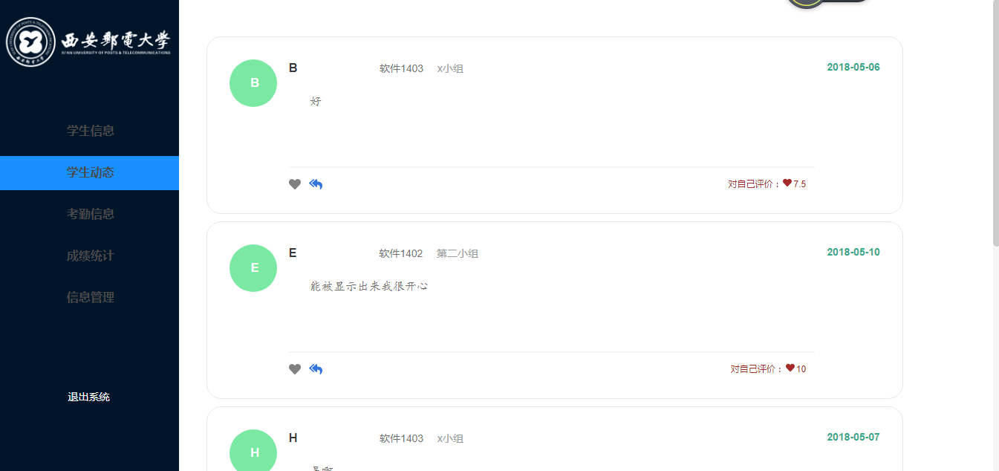 西安郵電大学
XI'AN UNIVERSITY OF POSTS & TELECOMMUNICATIONS
学生信息
学生动态
考勤信息
成绩统计
信息管理
退出系统
B B 软件1403 x小组 2018-05-06
好
对自己评价：7.5
E E 软件1402 第二小组 2018-05-10
能被显示出来我很开心
对自己评价：10
H H 软件1403 x小组 2018-05-07